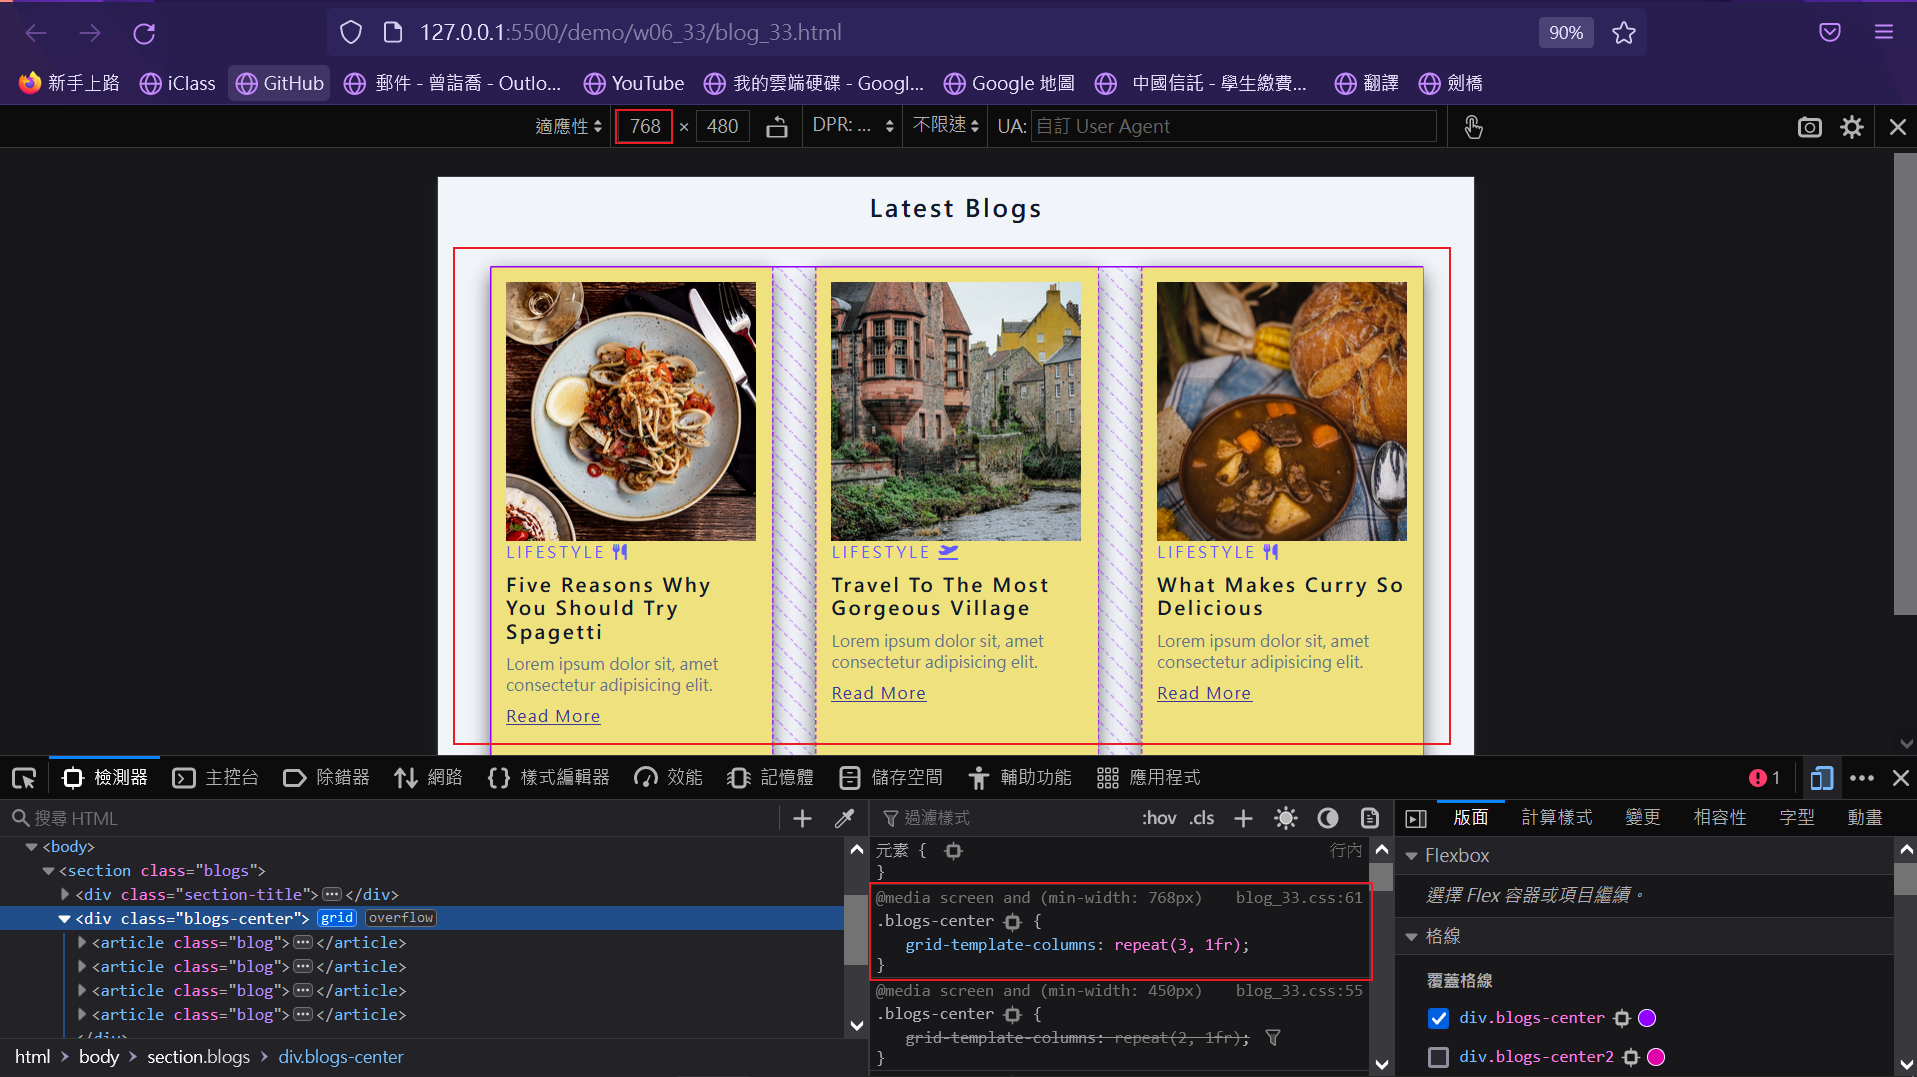 127.0.0.1:5500/demo/w06_33/blog_33.html 90%
新手上路 iClass GitHub 郵件 - 曾詣喬 - Outlo... YouTube 我的雲端硬碟 - Googl... Google 地圖 中國信託 - 學生繳費... 翻譯 劍橋
適應性 768 × 480 DPR: ... 不限速 UA: 自訂 User Agent
Latest Blogs
LIFESTYLE
Five Reasons Why
You Should Try
Spagetti
Lorem ipsum dolor sit, amet
consectetur adipisicing elit.
Read More
LIFESTYLE
Travel To The Most
Gorgeous Village
Lorem ipsum dolor sit, amet
consectetur adipisicing elit.
Read More
LIFESTYLE
What Makes Curry So
Delicious
Lorem ipsum dolor sit, amet
consectetur adipisicing elit.
Read More
檢測器 主控台 除錯器 網路 樣式編輯器 效能 記憶體 儲存空間 輔助功能 應用程式 1
搜尋 HTML
<body>
<section class="blogs">
<div class="section-title">...</div>
<div class="blogs-center"> grid overflow
<article class="blog">...</article>
<article class="blog">...</article>
<article class="blog">...</article>
<article class="blog">...</article>
</div>
html > body > section.blogs > div.blogs-center
過濾樣式 :hov .cls
元素 { 行內
}
@media screen and (min-width: 768px) blog_33.css:61
.blogs-center {
grid-template-columns: repeat(3, 1fr);
}
@media screen and (min-width: 450px) blog_33.css:55
.blogs-center {
grid-template-columns: repeat(2, 1fr);
}
版面 計算樣式 變更 相容性 字型 動畫
Flexbox
選擇 Flex 容器或項目繼續。
格線
覆蓋格線
div.blogs-center
div.blogs-center2